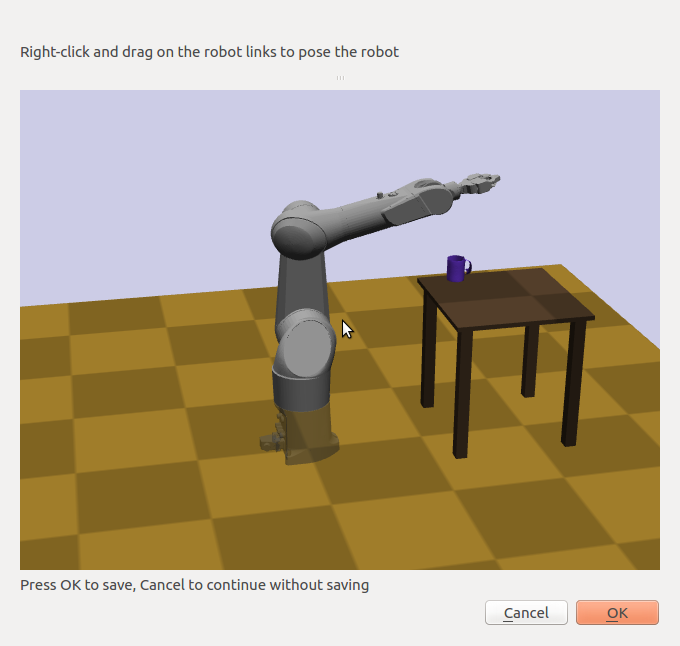 Right-click and drag on the robot links to pose the robot
Press OK to save, Cancel to continue without saving
Cancel
OK